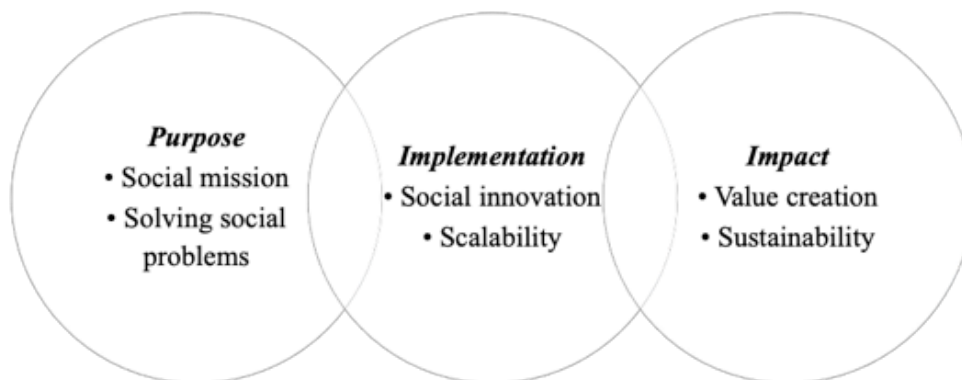 Purpose
• Social mission
• Solving social
problems
Implementation
• Social innovation
• Scalability
Impact
• Value creation
• Sustainability